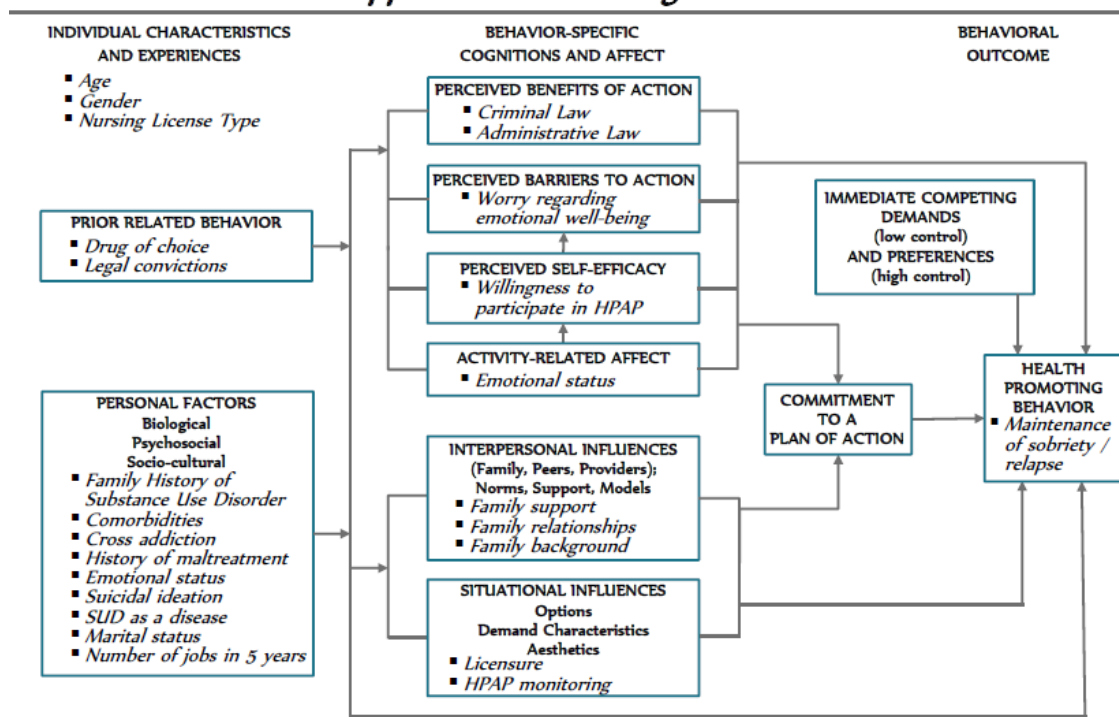 INDIVIDUAL CHARACTERISTICS
AND EXPERIENCES
▪ Age
▪ Gender
▪ Nursing License Type
PRIOR RELATED BEHAVIOR
▪ Drug of choice
▪ Legal convictions
PERSONAL FACTORS
Biological
Psychosocial
Socio-cultural
▪ Family History of
Substance Use Disorder
▪ Comorbidities
▪ Cross addiction
▪ History of maltreatment
▪ Emotional status
▪ Suicidal ideation
▪ SUD as a disease
▪ Marital status
▪ Number of jobs in 5 years
BEHAVIOR-SPECIFIC
COGNITIONS AND AFFECT
PERCEIVED BENEFITS OF ACTION
▪ Criminal Law
▪ Administrative Law
PERCEIVED BARRIERS TO ACTION
▪ Worry regarding
emotional well-being
PERCEIVED SELF-EFFICACY
▪ Willingness to
participate in HPAP
ACTIVITY-RELATED AFFECT
▪ Emotional status
INTERPERSONAL INFLUENCES
(Family, Peers, Providers);
Norms, Support, Models
▪ Family support
▪ Family relationships
▪ Family background
SITUATIONAL INFLUENCES
Options
Demand Characteristics
Aesthetics
▪ Licensure
▪ HPAP monitoring
BEHAVIORAL
OUTCOME
IMMEDIATE COMPETING
DEMANDS
(low control)
AND PREFERENCES
(high control)
COMMITMENT
TO A
PLAN OF ACTION
HEALTH
PROMOTING
BEHAVIOR
▪ Maintenance
of sobriety /
relapse